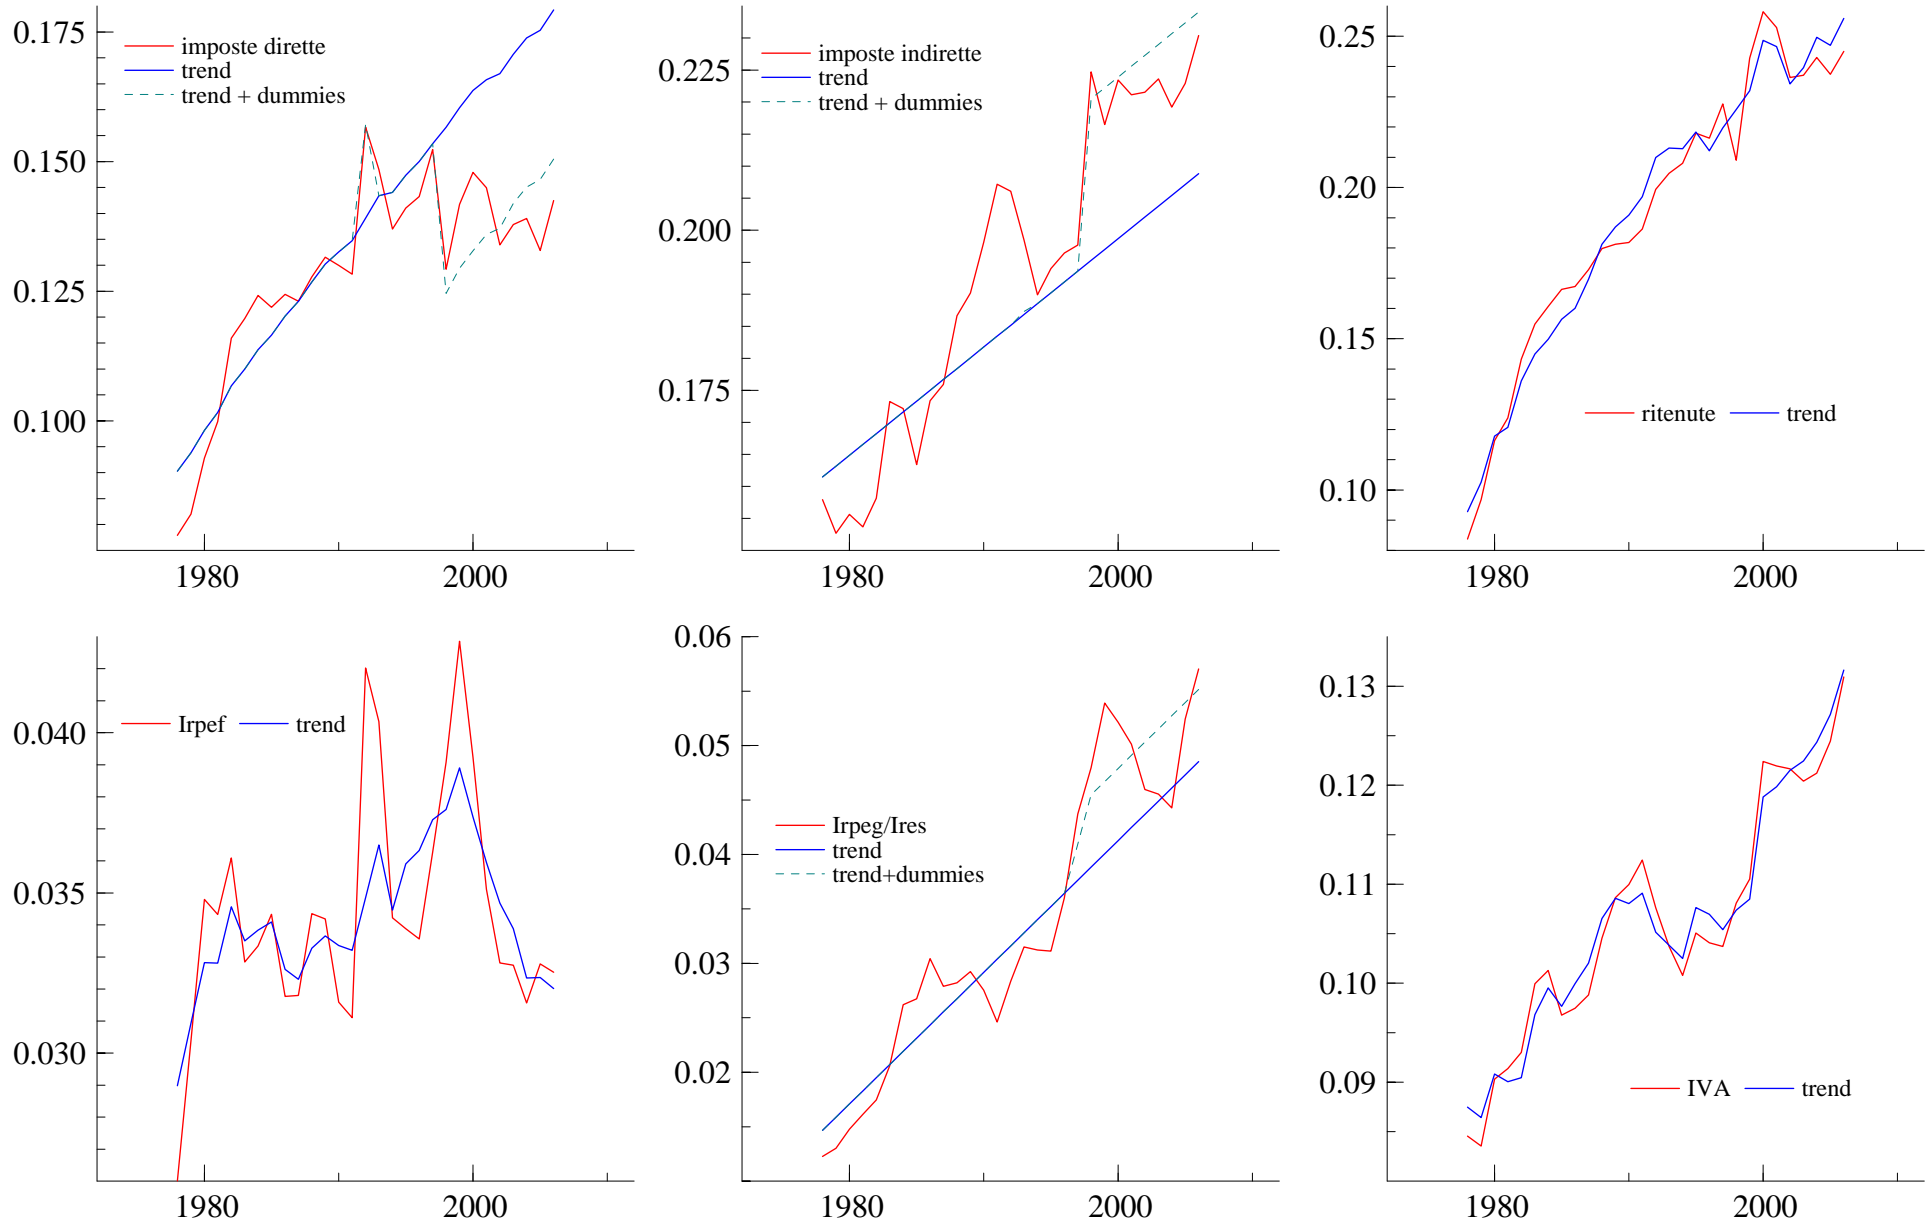 0.175
0.150
0.125
0.100
imposte dirette
trend
trend + dummies
1980
2000
0.225
0.200
0.175
imposte indirette
trend
trend + dummies
1980
2000
0.25
0.20
0.15
0.10
ritenute
trend
1980
2000
0.040
0.035
0.030
Irpef
trend
1980
2000
0.06
0.05
0.04
0.03
0.02
Irpeg/Ires
trend
trend+dummies
1980
2000
0.13
0.12
0.11
0.10
0.09
IVA
trend
1980
2000